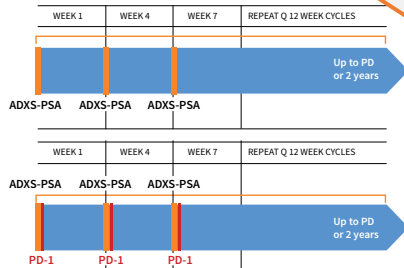 WEEK 1 WEEK 4 WEEK 7 REPEAT Q 12 WEEK CYCLES
Up to PD
or 2 years
ADXS-PSA ADXS-PSA ADXS-PSA
WEEK 1 WEEK 4 WEEK 7 REPEAT Q 12 WEEK CYCLES
ADXS-PSA ADXS-PSA ADXS-PSA
Up to PD
or 2 years
PD-1 PD-1 PD-1